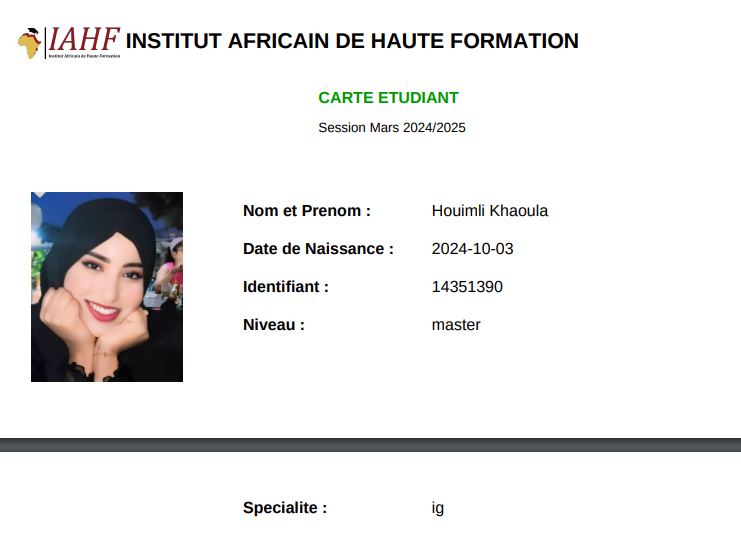 IAHF INSTITUT AFRICAIN DE HAUTE FORMATION
Institut Africain de Haute Formation
CARTE ETUDIANT
Session Mars 2024/2025
Nom et Prenom : Houimli Khaoula
Date de Naissance : 2024-10-03
Identifiant : 14351390
Niveau : master
Specialite : ig